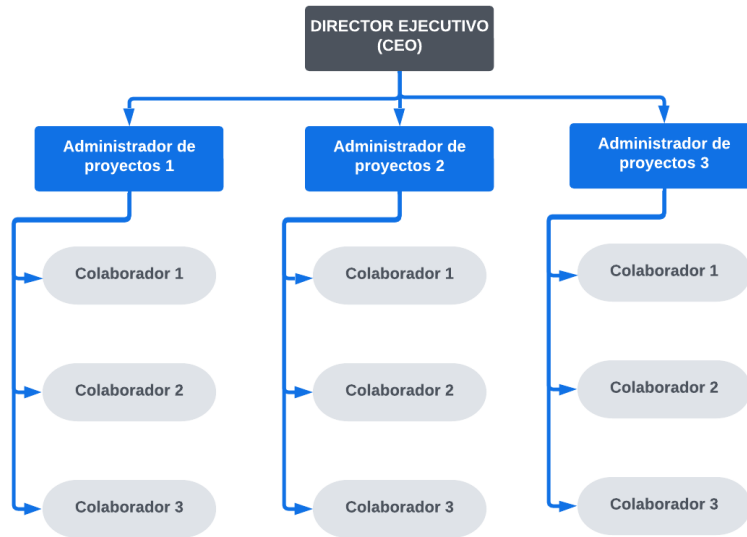 DIRECTOR EJECUTIVO
(CEO)
Administrador de
proyectos 1
Administrador de
proyectos 2
Administrador de
proyectos 3
Colaborador 1
Colaborador 1
Colaborador 1
Colaborador 2
Colaborador 2
Colaborador 2
Colaborador 3
Colaborador 3
Colaborador 3